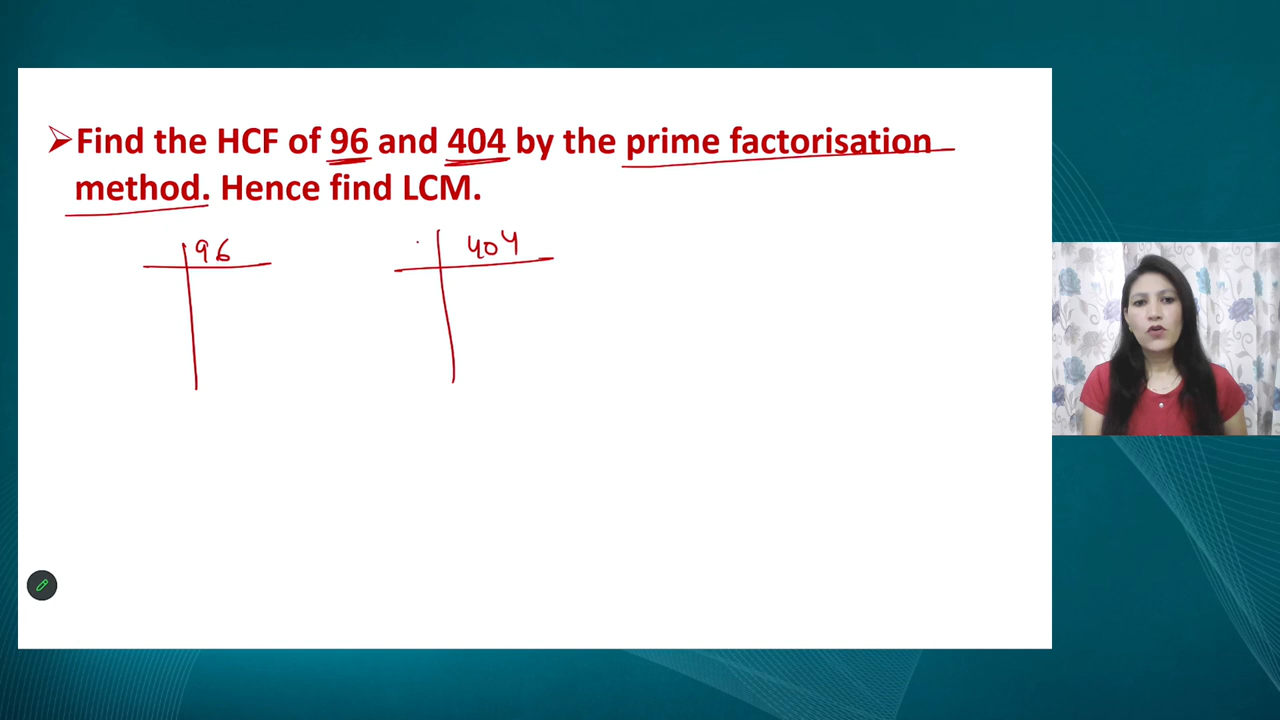 ➢Find the HCF of 96 and 404 by the prime factorisation
method. Hence find LCM.
96 404